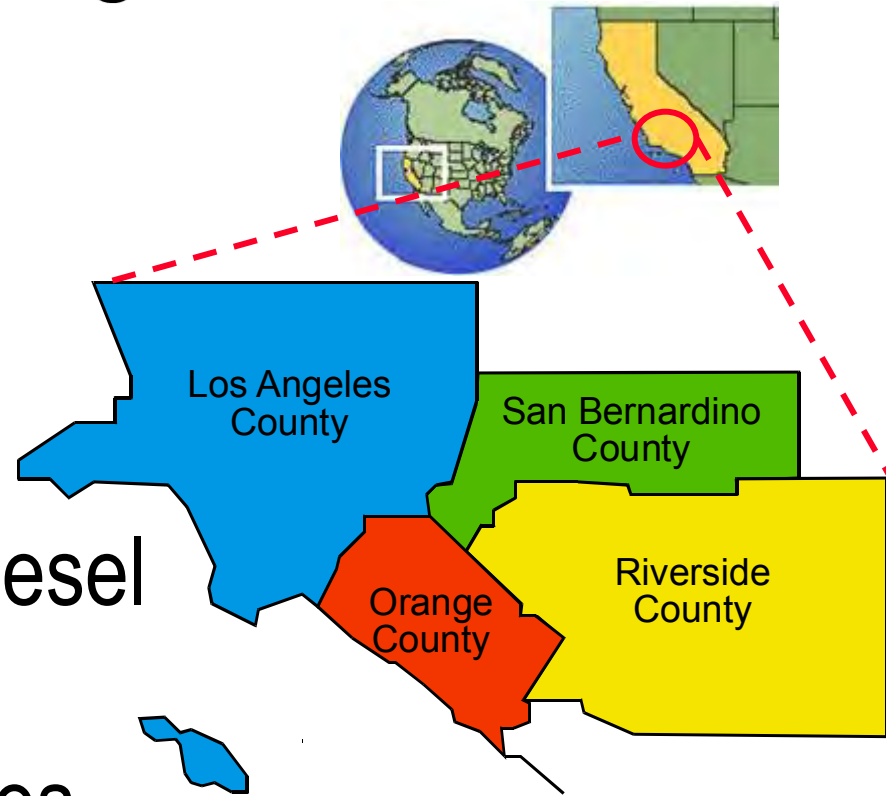 Los Angeles
County
San Bernardino
County
esel
Riverside
County
Orange
County